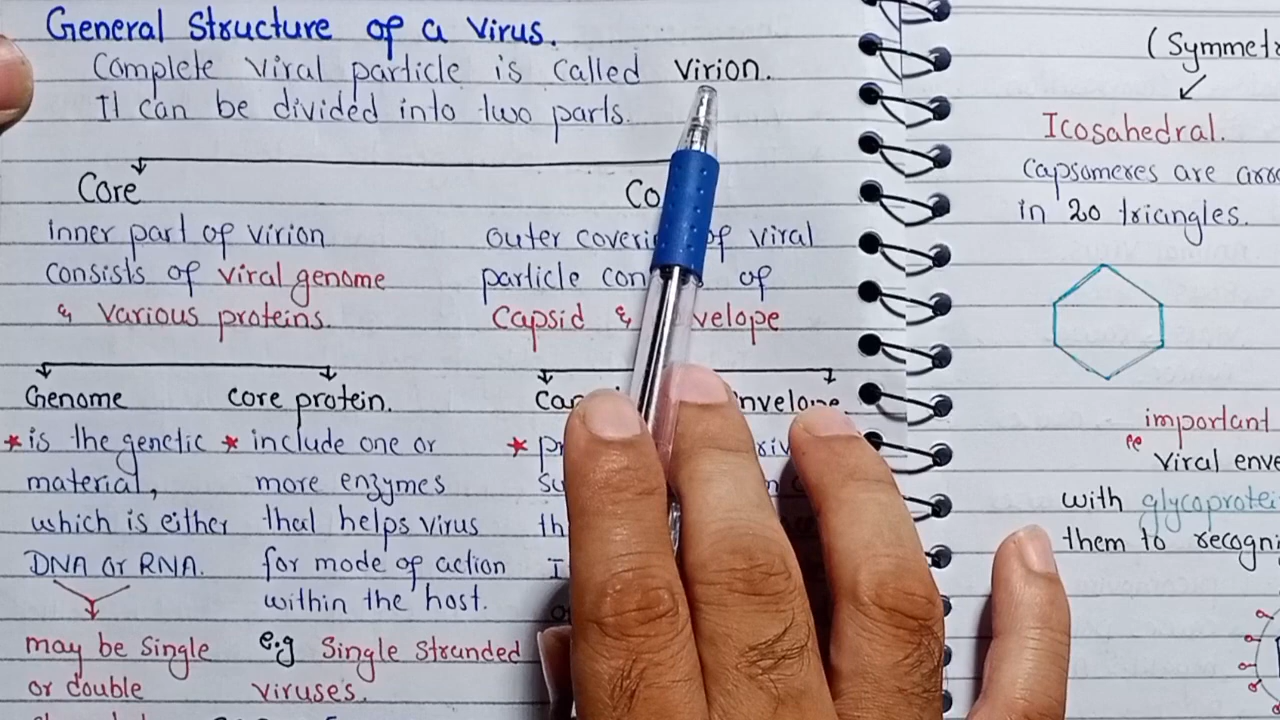 General Structure of a Virus.
Complete viral particle is called virion.
It can be divided into two parts.
Core
inner part of virion
consists of viral genome
& various proteins.
Co
outer coveri of viral
particle con of
Capsid & velope
Genome
is the genetic
material,
which is either
DNA or RNA.
may be single
or double
core protein.
include one or
more enzymes
that helps virus
for mode of action
within the host.
e.g Single stranded
viruses.
Cap
nvelope
(Symmet
Icosahedral.
Capsomeres are
in 20 triangles.
important
Viral enve
with glycoprotei
them to recogni